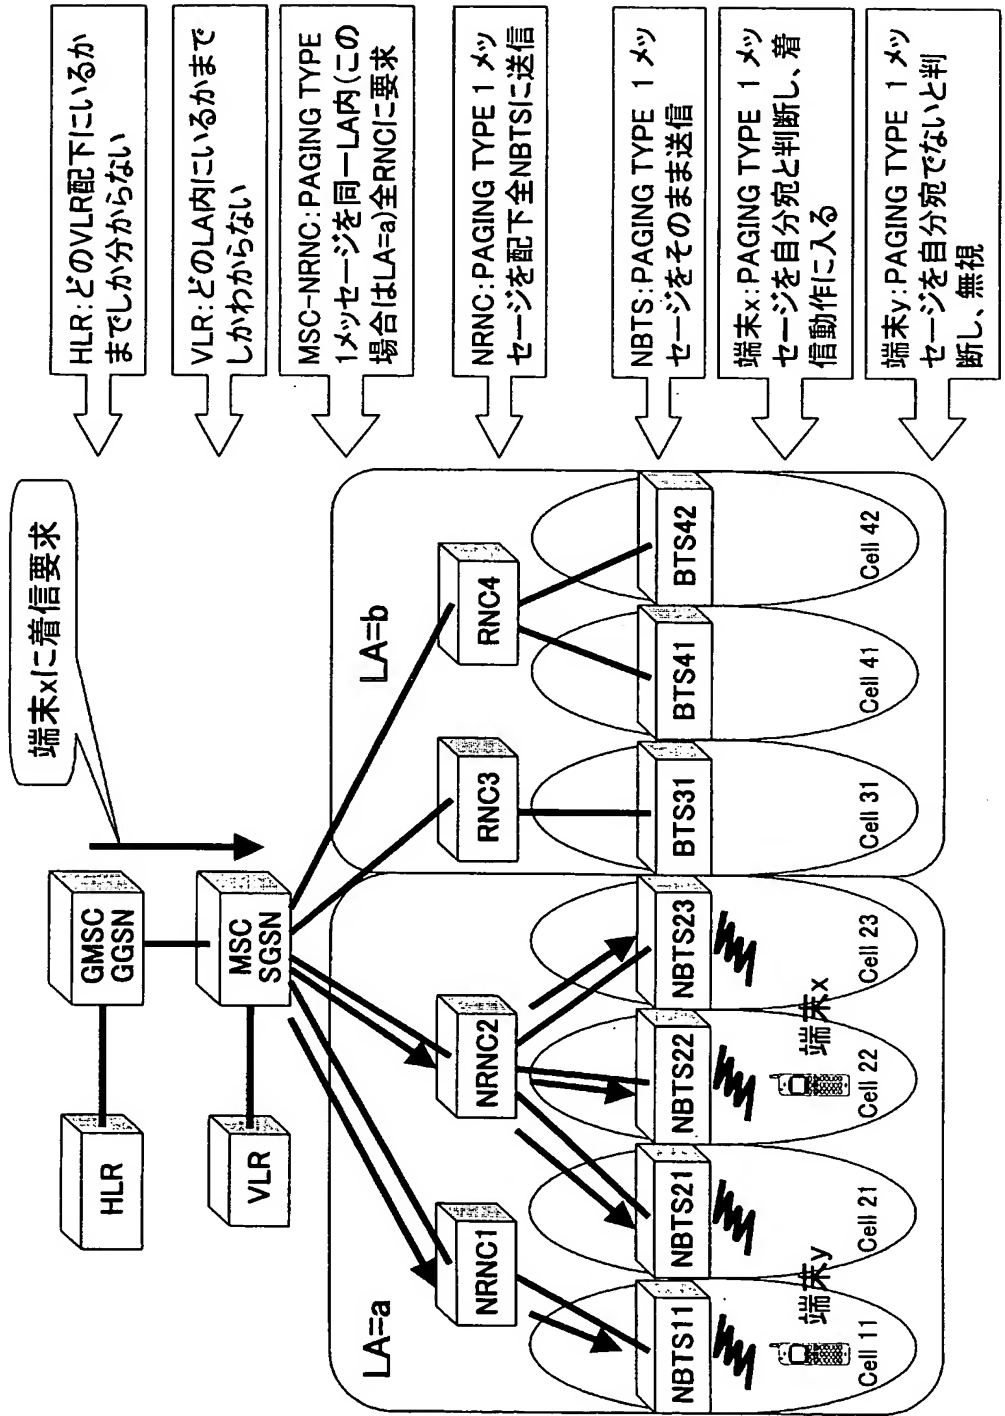 端末xに着信要求
HLR
GMSC
GGSN
VLR
MSC
SGSN
LA=a
LA=b
NRNC1
NRNC2
RNC3
RNC4
NBTS11
NBTS21
NBTS22
NBTS23
BTS31
BTS41
BTS42
端末y
端末x
Cell 11
Cell 21
Cell 22
Cell 23
Cell 31
Cell 41
Cell 42
HLR:どのVLR配下にいるか
までしか分からない
VLR:どのLA内にいるかまで
しかわからない
MSC-NRNC:PAGING TYPE
1メッセージを同一LA内(この
場合はLA=a)全RNCに要求
NRNC:PAGING TYPE 1 メッ
セージを配下全NBTSに送信
NBTS:PAGING TYPE 1 メッ
セージをそのまま送信
端末x:PAGING TYPE 1 メッ
セージを自分宛と判断し、着
信動作に入る
端末y:PAGING TYPE 1 メッ
セージを自分宛でないと判
断し、無視